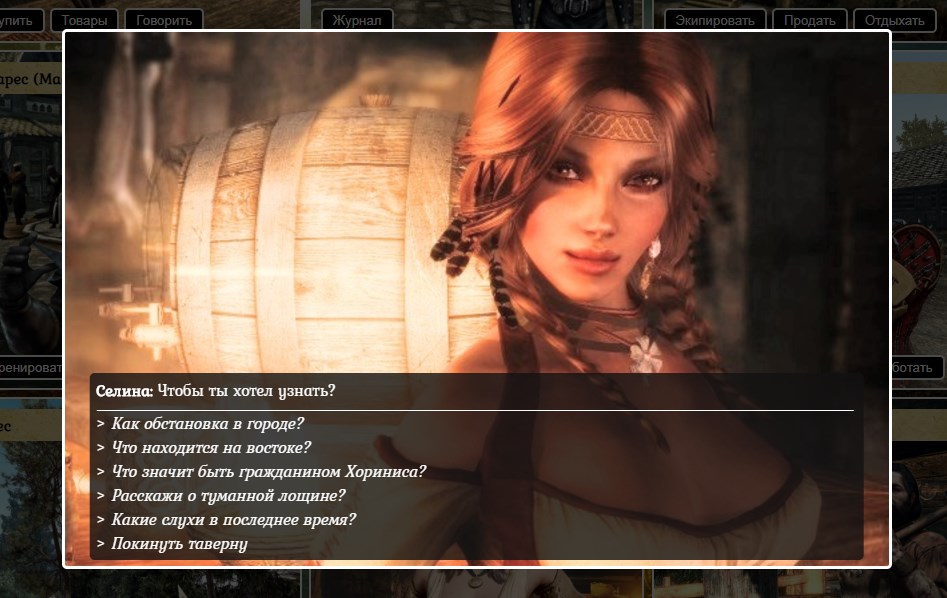 Товары
Говорить
Журнал
Экипировать
Продать
Отдыхать
Селина: Чтобы ты хотел узнать?
> Как обстановка в городе?
> Что находится на востоке?
> Что значит быть гражданином Хориниса?
> Расскажи о туманной лощине?
> Какие слухи в последнее время?
> Покинуть таверну